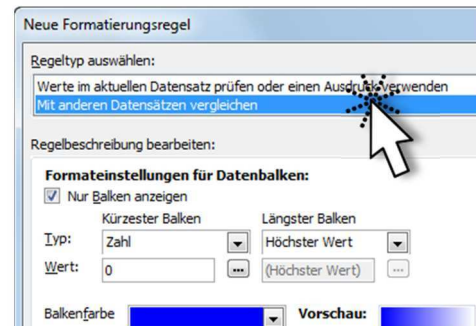 Neue Formatierungsregel
Regeltyp auswählen:
Werte im aktuellen Datensatz prüfen oder einen Ausdruck verwenden
Mit anderen Datensätzen vergleichen
Regelbeschreibung bearbeiten:
Formateinstellungen für Datenbalken:
Nur Balken anzeigen
Kürzester Balken Längster Balken
Typ: Zahl Höchster Wert
Wert: 0 ... (Höchster Wert) ...
Balkenfarbe Vorschau: